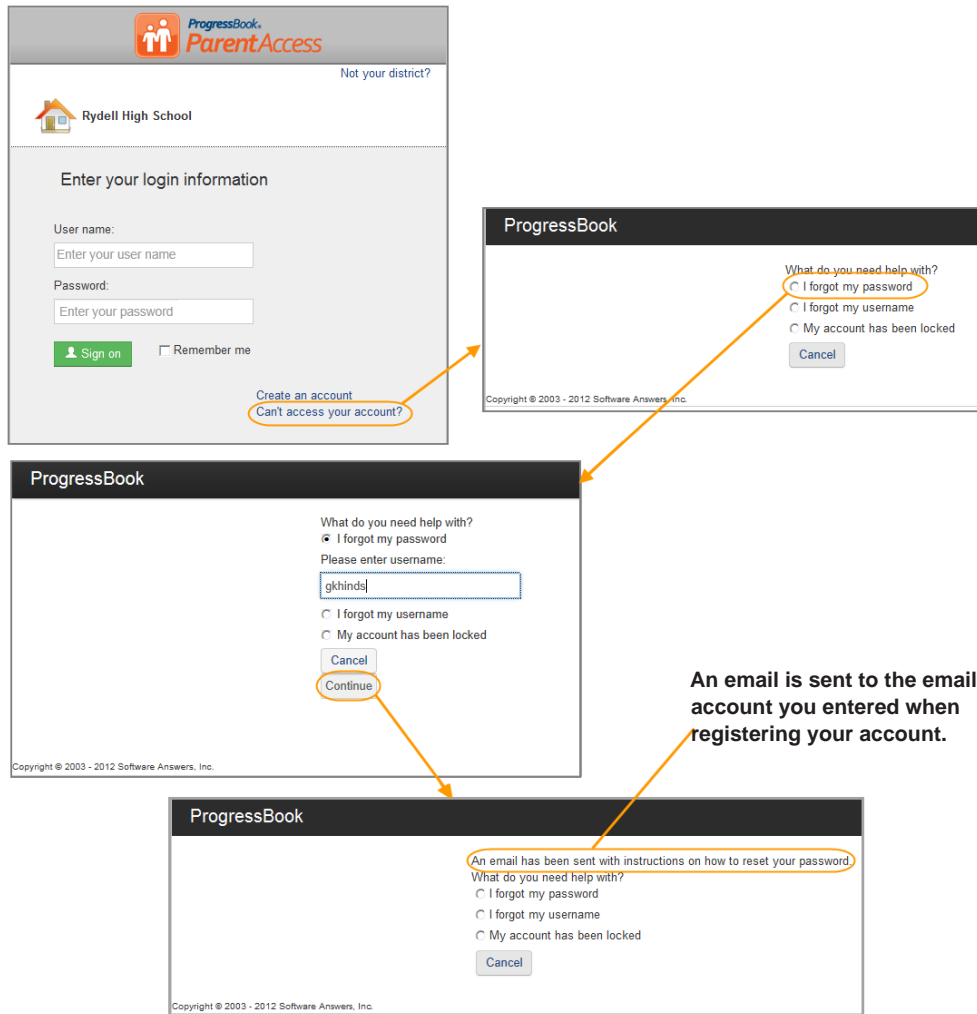 ProgressBook®
ParentAccess
Not your district?
Rydell High School
Enter your login information
User name:
Enter your user name
Password:
Enter your password
Sign on
Remember me
Create an account
Can't access your account?
ProgressBook
What do you need help with?
I forgot my password
I forgot my username
My account has been locked
Cancel
Copyright © 2003 - 2012 Software Answers, Inc.
ProgressBook
What do you need help with?
I forgot my password
Please enter username:
gkhinds
I forgot my username
My account has been locked
Cancel
Continue
Copyright © 2003 - 2012 Software Answers, Inc.
An email is sent to the email
account you entered when
registering your account.
ProgressBook
An email has been sent with instructions on how to reset your password.
What do you need help with?
I forgot my password
I forgot my username
My account has been locked
Cancel
Copyright © 2003 - 2012 Software Answers, Inc.